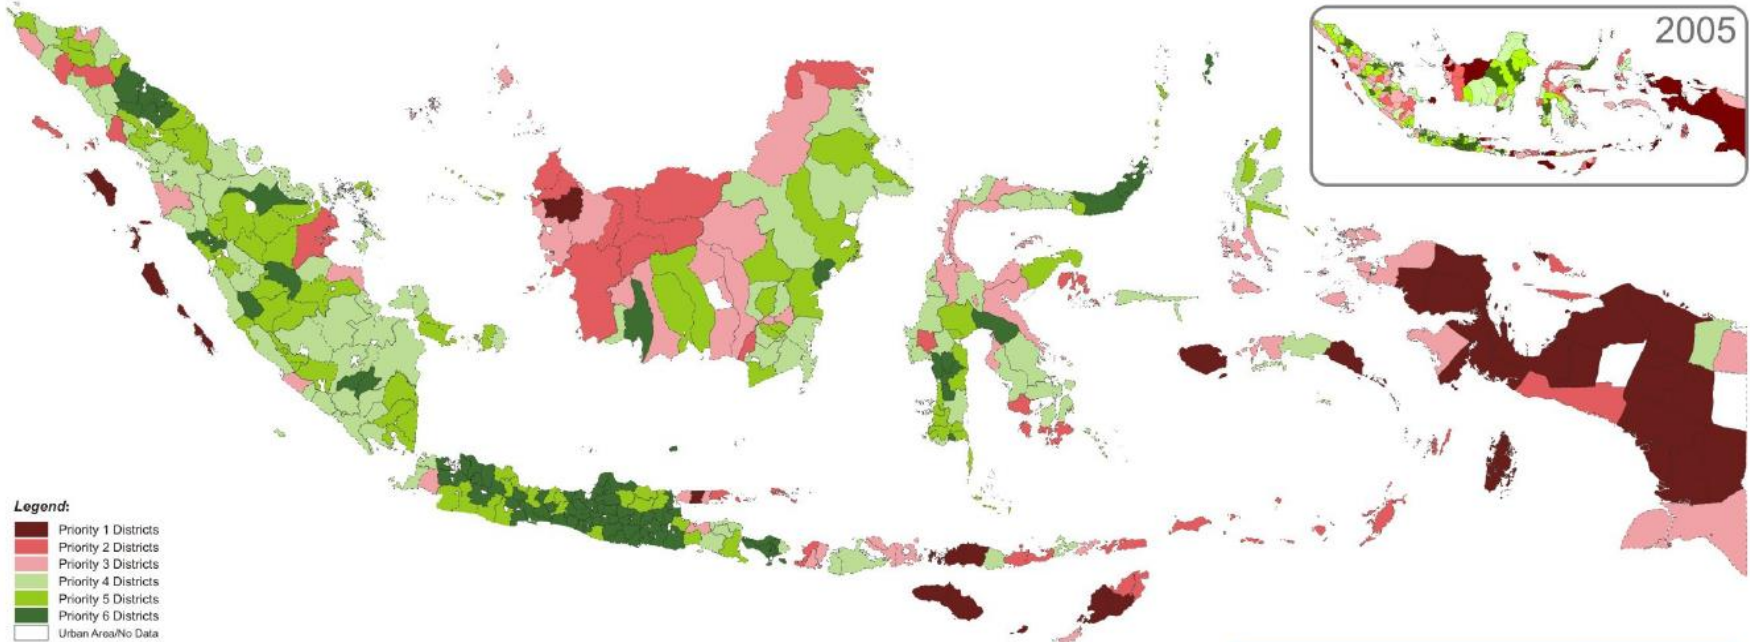 2005
Legend:
Priority 1 Districts
Priority 2 Districts
Priority 3 Districts
Priority 4 Districts
Priority 5 Districts
Priority 6 Districts
Urban Area/No Data